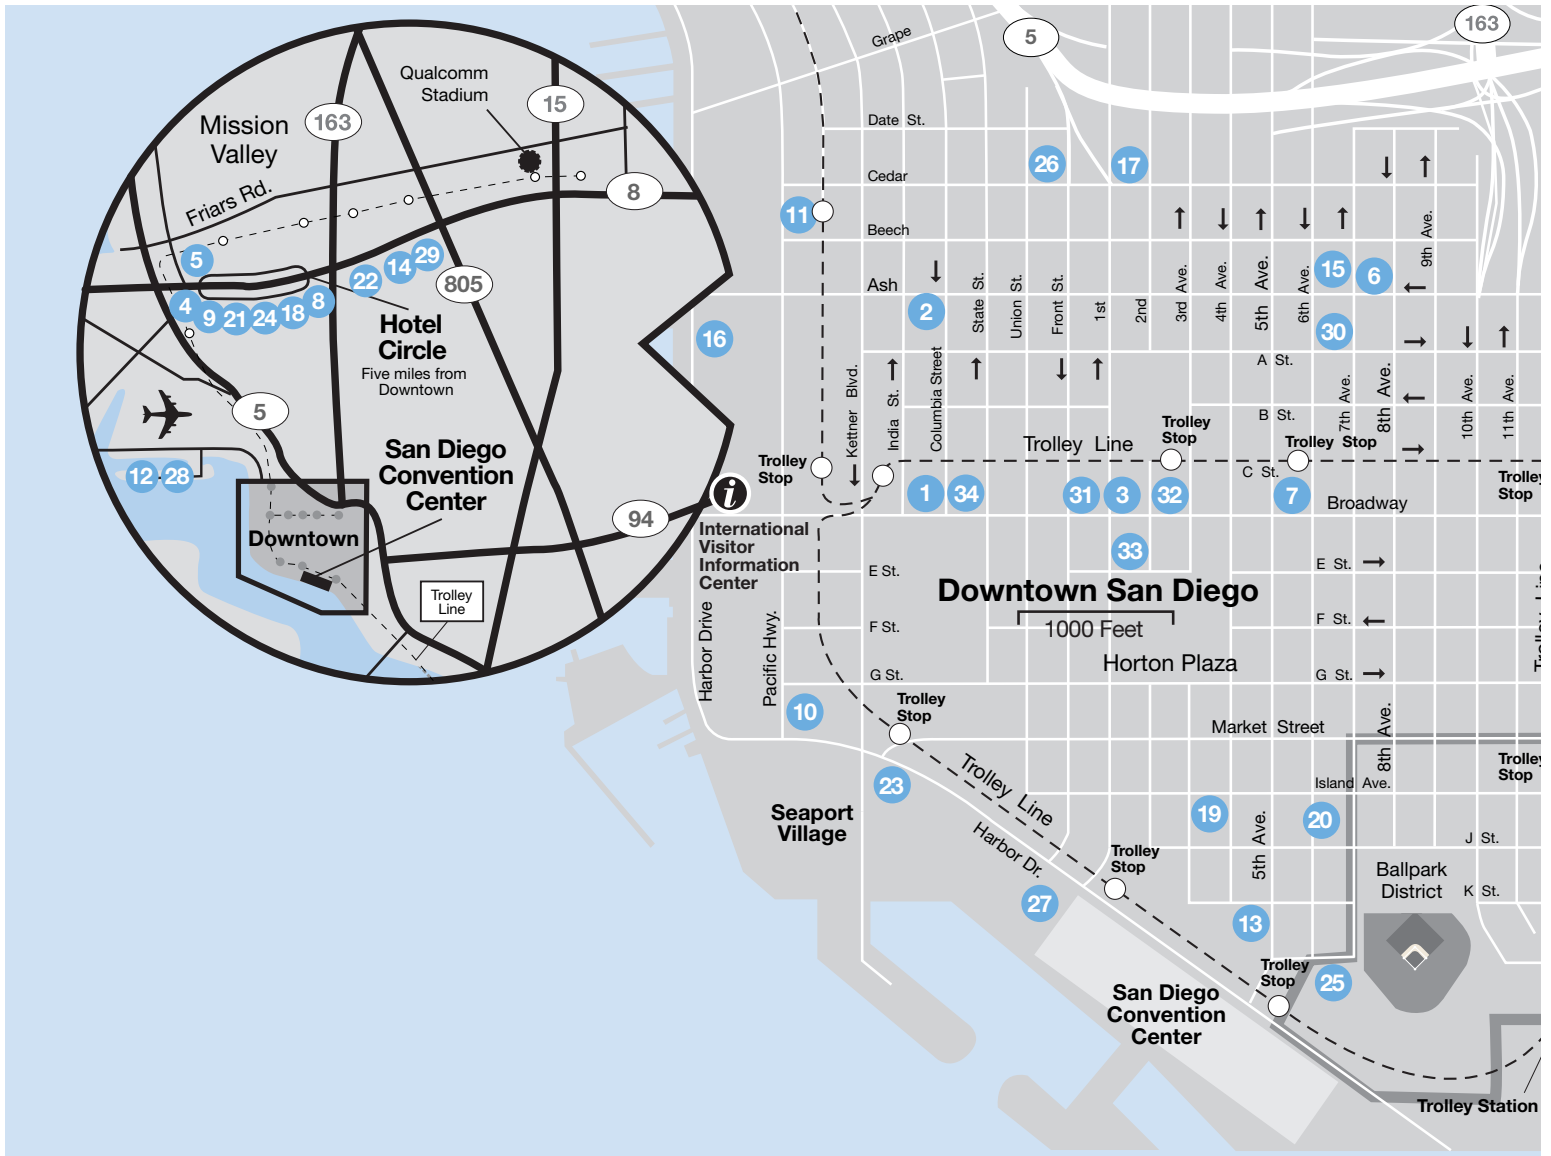 Qualcomm
Stadium
15
163
Mission
Valley
Friars Rd.
8
5
29
14
22
805
4
9
21
24
18
8
Hotel
Circle
Five miles from
Downtown
5
San Diego
Convention
Center
12
28
94
Downtown
Trolley
Line
Grape
5
163
Date St.
26
17
Cedar
11
Beech
9th Ave.
15
6
Ash
2
State St.
Union St.
Front St.
1st
2nd
3rd Ave.
4th Ave.
5th Ave.
6th Ave.
30
16
A St.
Kettner Blvd.
India St.
Columbia Street
7th Ave.
8th Ave.
10th Ave.
11th Ave.
B St.
Trolley
Stop
Trolley Line
Trolley
Stop
Trolley Stop
C St.
Trolley
Stop
i
1
34
31
3
32
7
Broadway
International
Visitor
Information
Center
33
E St.
E St.
Downtown San Diego
1000 Feet
F St.
F St.
Harbor Drive
Pacific Hwy.
Horton Plaza
G St.
G St.
10
Trolley
Stop
Market Street
8th Ave.
Trolley Line
Trolley
Stop
23
Island Ave.
Seaport
Village
19
20
5th Ave.
Harbor Dr.
J St.
Trolley
Stop
Ballpark
District
K St.
27
13
Trolley
Stop
25
San Diego
Convention
Center
Trolley Station